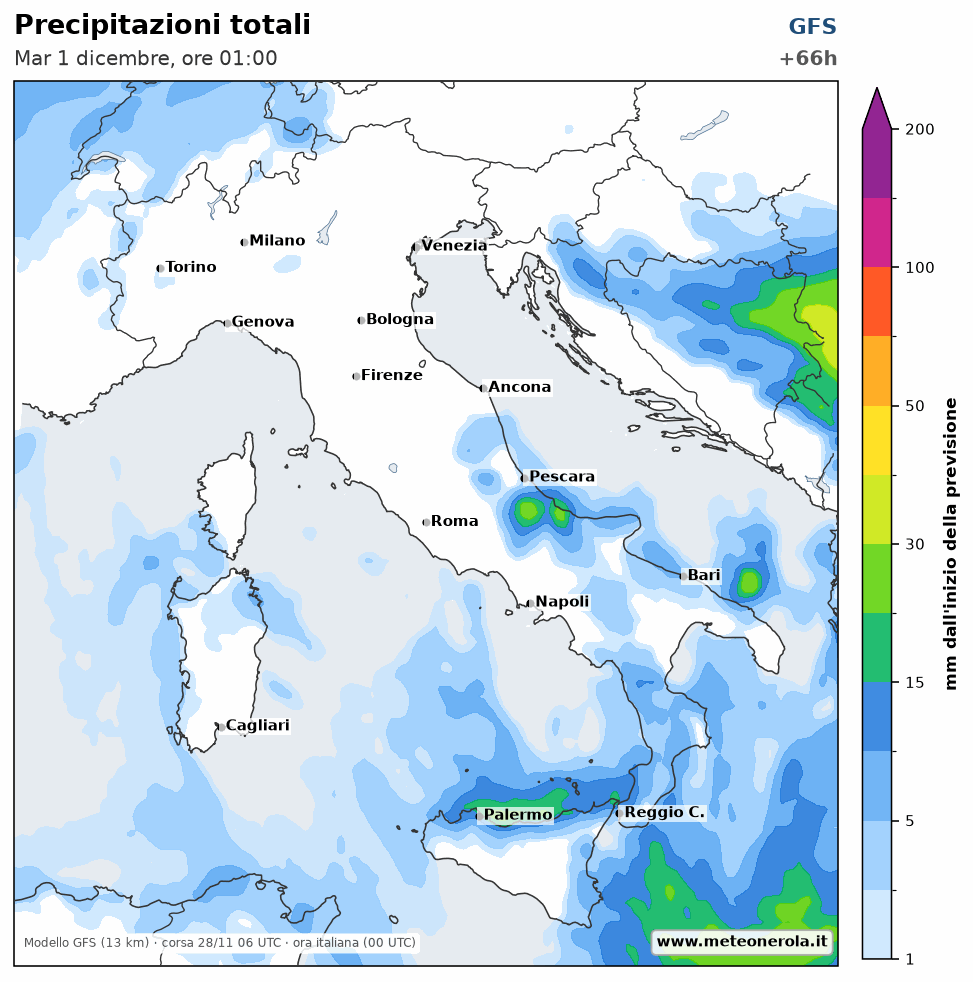 Precipitazioni totali
GFS
Mar 1 dicembre, ore 01:00
+66h
200
Milano
Venezia
Torino
100
Genova
Bologna
Firenze
Ancona
50
Pescara
Roma
30
Bari
Napoli
15
Cagliari
Palermo
Reggio C.
5
mm dall'inizio della previsione
Modello GFS (13 km) · corsa 28/11 06 UTC · ora italiana (00 UTC)
www.meteonerola.it
1